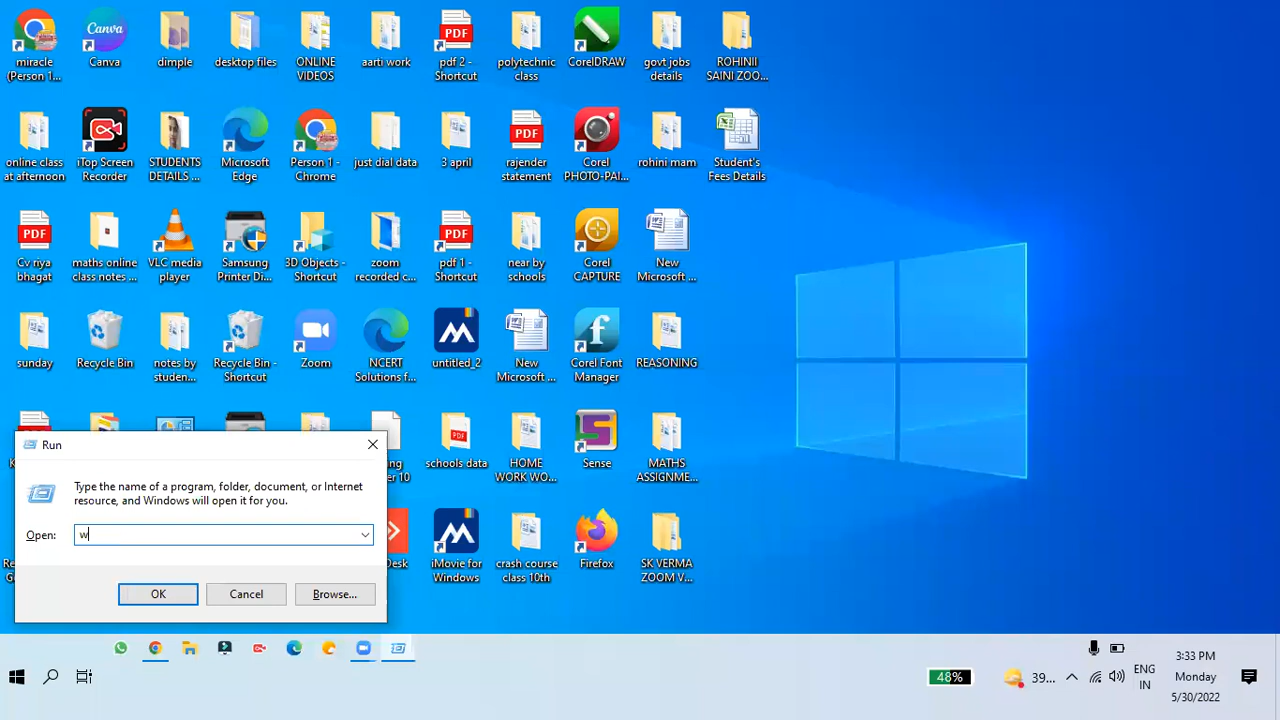 miracle
(Person 1...
Canva
dimple
desktop files
ONLINE
VIDEOS
aarti work
PDF
pdf 2 -
Shortcut
polytechnic
class
CorelDRAW
govt jobs
details
ROHINII
SAINI ZOO...
online class
at afternoon
iTop Screen
Recorder
STUDENTS
DETAILS ...
Microsoft
Edge
Person 1 -
Chrome
just dial data
3 april
PDF
rajender
statement
Corel
PHOTO-PAI...
rohini mam
Student's
Fees Details
PDF
Cv riya
bhagat
maths online
class notes ...
VLC media
player
Samsung
Printer Di...
3D Objects -
Shortcut
zoom
recorded c...
PDF
pdf 1 -
Shortcut
near by
schools
Corel
CAPTURE
New
Microsoft ...
sunday
Recycle Bin
notes by
studen...
Recycle Bin -
Shortcut
Zoom
NCERT
Solutions f...
untitled_2
New
Microsoft ...
Corel Font
Manager
REASONING
PDF
schools data
HOME
WORK WO...
Sense
MATHS
ASSIGNME...
iMovie for
Windows
crash course
class 10th
Firefox
SK VERMA
ZOOM V...
Run
Type the name of a program, folder, document, or Internet
resource, and Windows will open it for you.
Open:
w
OK
Cancel
Browse...
48%
39...
ENG
IN
3:33 PM
Monday
5/30/2022